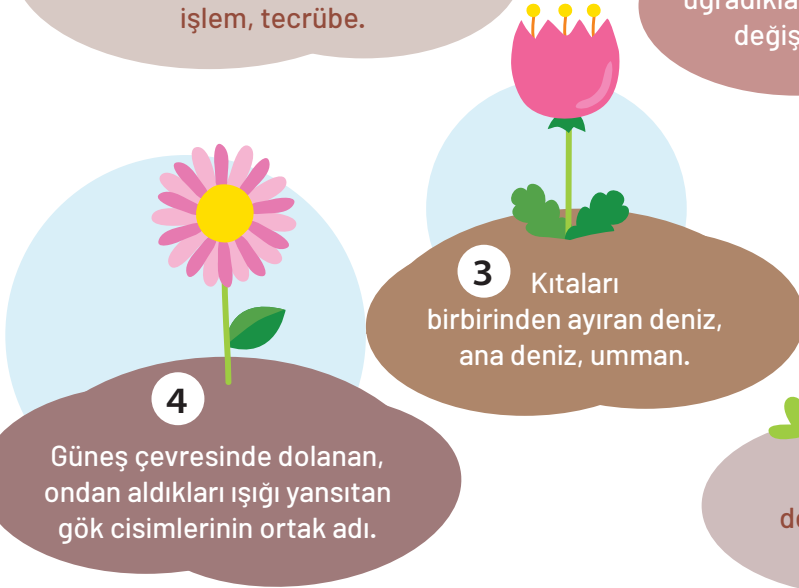 işlem, tecrübe.
değiş
3
Kıtaları
birbirinden ayıran deniz,
ana deniz, umman.
4
Güneş çevresinde dolanan,
ondan aldıkları ışığı yansıtan
gök cisimlerinin ortak adı.